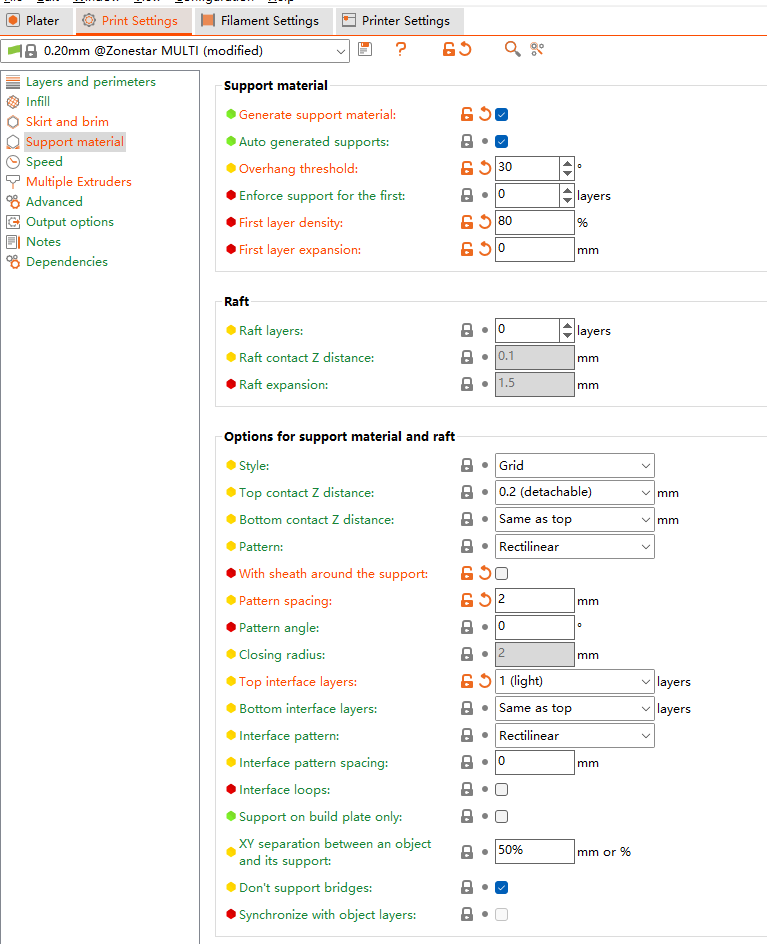 Plater Print Settings Filament Settings Printer Settings
0.20mm @Zonestar MULTI (modified)
Layers and perimeters
Infill
Skirt and brim
Support material
Speed
Multiple Extruders
Advanced
Output options
Notes
Dependencies
Support material
Generate support material:
Auto generated supports:
Overhang threshold: 30 °
Enforce support for the first: 0 layers
First layer density: 80 %
First layer expansion: 0 mm
Raft
Raft layers: 0 layers
Raft contact Z distance: 0.1 mm
Raft expansion: 1.5 mm
Options for support material and raft
Style: Grid
Top contact Z distance: 0.2 (detachable) mm
Bottom contact Z distance: Same as top mm
Pattern: Rectilinear
With sheath around the support:
Pattern spacing: 2 mm
Pattern angle: 0 °
Closing radius: 2 mm
Top interface layers: 1 (light) layers
Bottom interface layers: Same as top layers
Interface pattern: Rectilinear
Interface pattern spacing: 0 mm
Interface loops:
Support on build plate only:
XY separation between an object
and its support: 50% mm or %
Don't support bridges:
Synchronize with object layers: